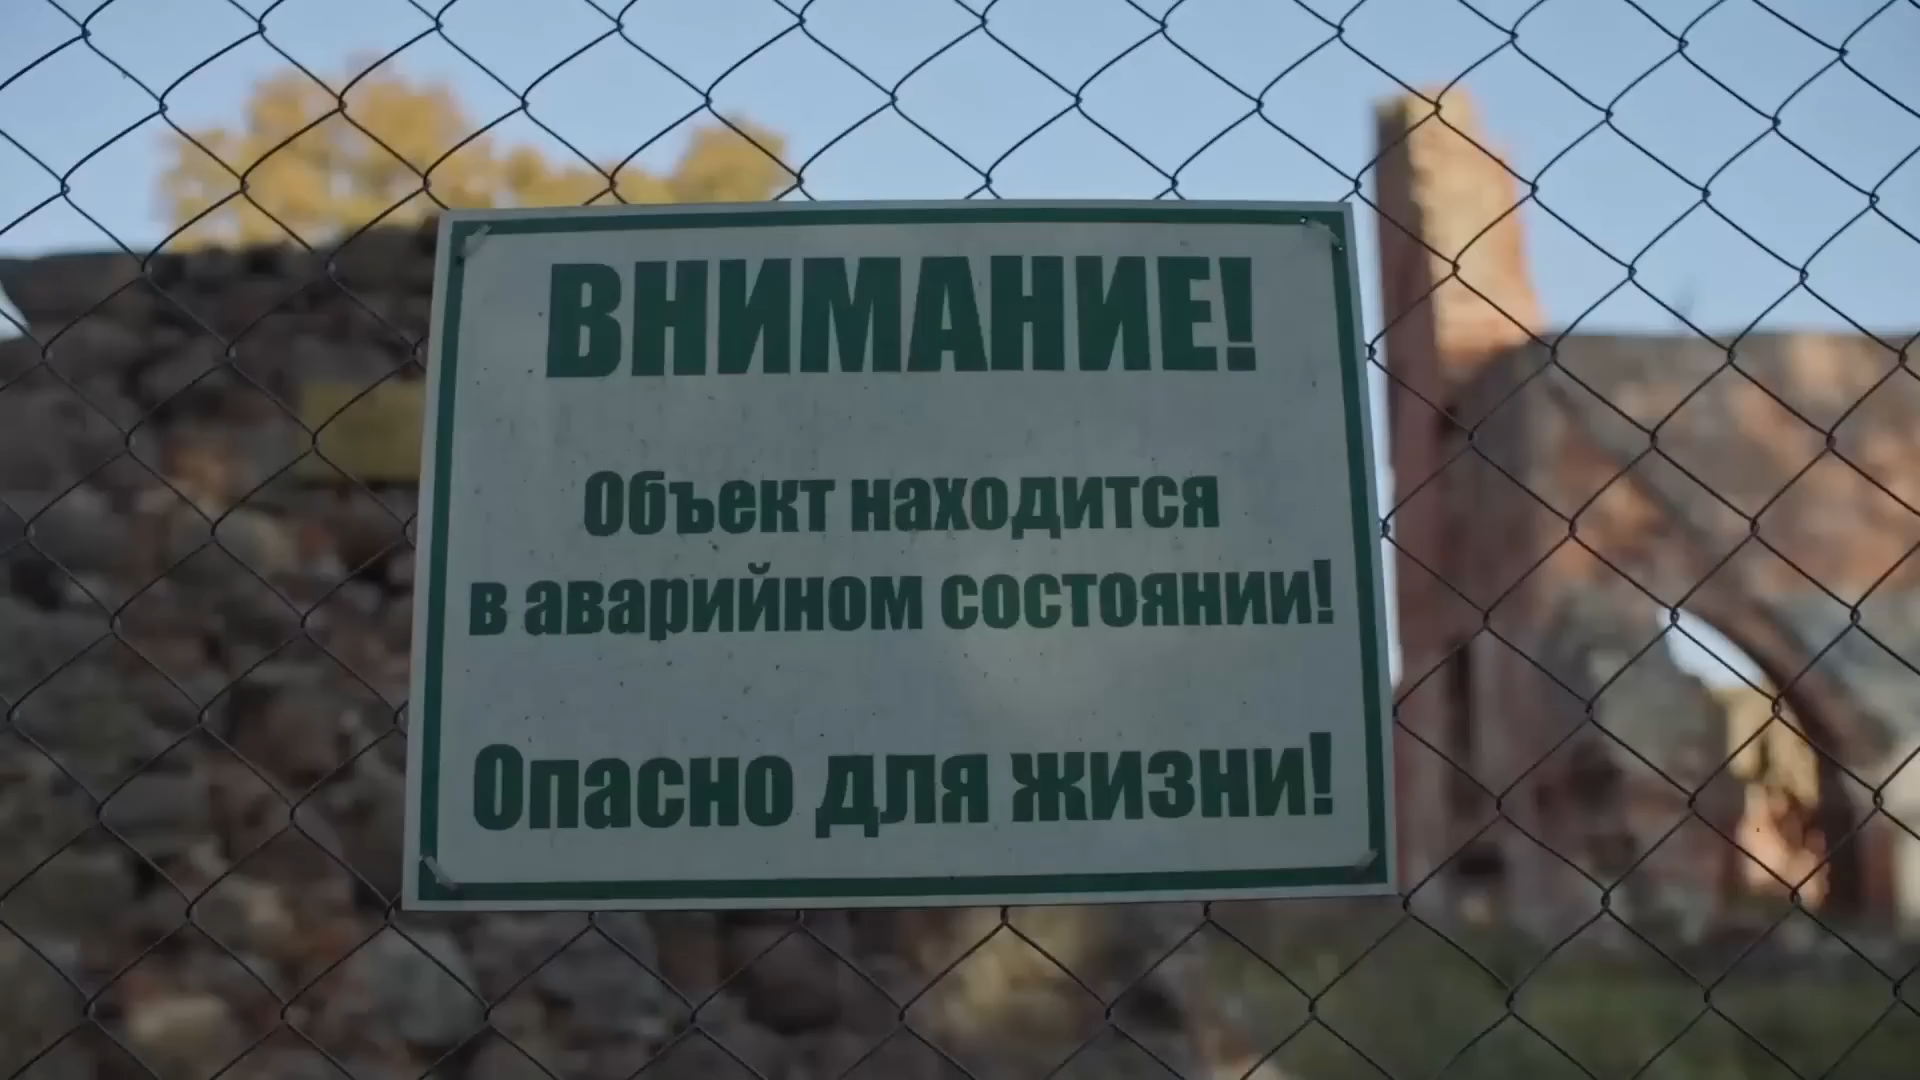 ВНИМАНИЕ!
Объект находится
в аварийном состоянии!
Опасно для жизни!